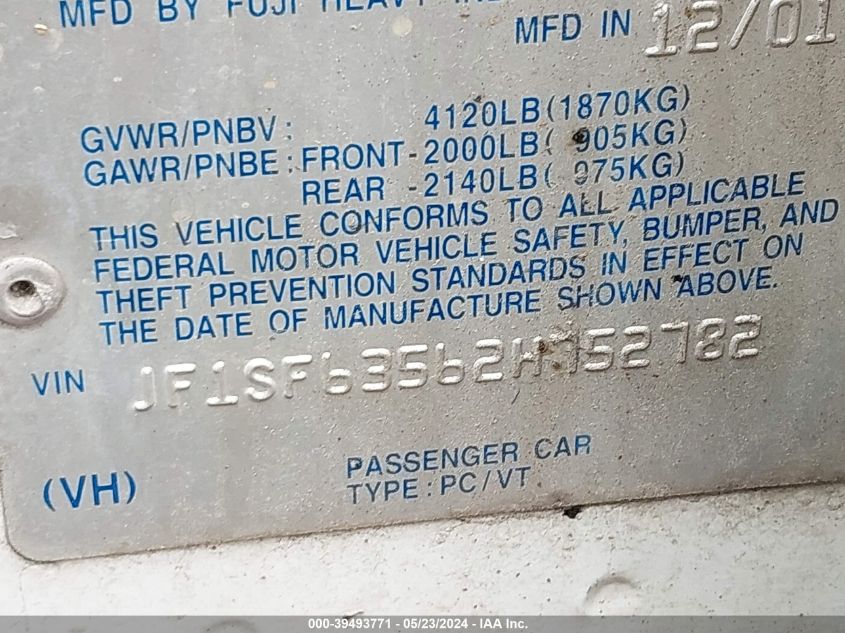 MFD BY FUJI HEAVY
MFD IN 12/01
GVWR/PNBV: 4120LB(1870KG)
GAWR/PNBE:FRONT-2000LB( 905KG)
REAR -2140LB( 975KG)
THIS VEHICLE CONFORMS TO ALL APPLICABLE
FEDERAL MOTOR VEHICLE SAFETY, BUMPER, AND
THEFT PREVENTION STANDARDS IN EFFECT ON
THE DATE OF MANUFACTURE SHOWN ABOVE.
VIN JF1SF63562H752782
(VH) PASSENGER CAR
TYPE:PC/VT
000-39493771 - 05/23/2024 - IAA Inc.